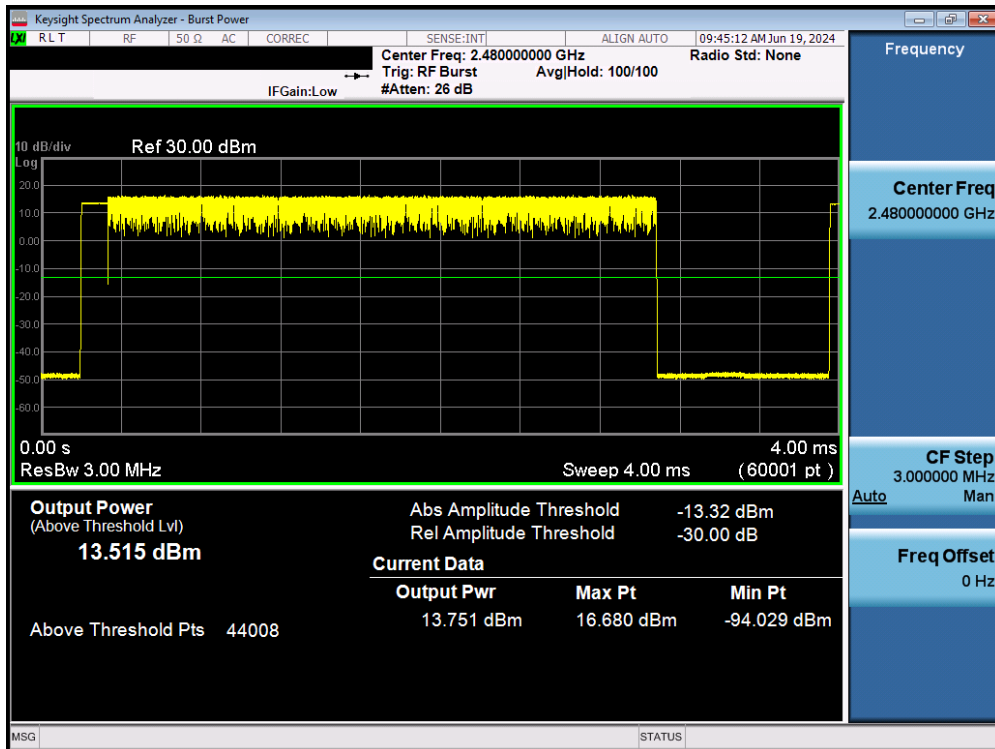 Keysight Spectrum Analyzer - Burst Power
LXI RLT RF 50 Ω AC CORREC SENSE:INT ALIGN AUTO 09:45:12 AM Jun 19, 2024
Center Freq: 2.480000000 GHz Radio Std: None
Trig: RF Burst Avg|Hold: 100/100
IFGain:Low #Atten: 26 dB
Frequency
10 dB/div Ref 30.00 dBm
Log
20.0
10.0
0.00
-10.0
-20.0
-30.0
-40.0
-50.0
-60.0
0.00 s 4.00 ms
ResBw 3.00 MHz Sweep 4.00 ms (60001 pt )
Center Freq
2.480000000 GHz
CF Step
3.000000 MHz
Auto Man
Freq Offset
0 Hz
Output Power
(Above Threshold Lvl)
13.515 dBm
Above Threshold Pts 44008
Abs Amplitude Threshold -13.32 dBm
Rel Amplitude Threshold -30.00 dB
Current Data
Output Pwr Max Pt Min Pt
13.751 dBm 16.680 dBm -94.029 dBm
MSG STATUS